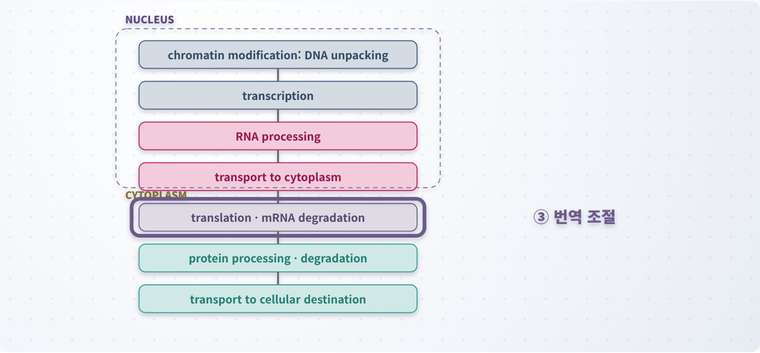 NUCLEUS
chromatin modification: DNA unpacking
transcription
RNA processing
transport to cytoplasm
CYTOPLASM
translation · mRNA degradation
③ 번역 조절
protein processing · degradation
transport to cellular destination